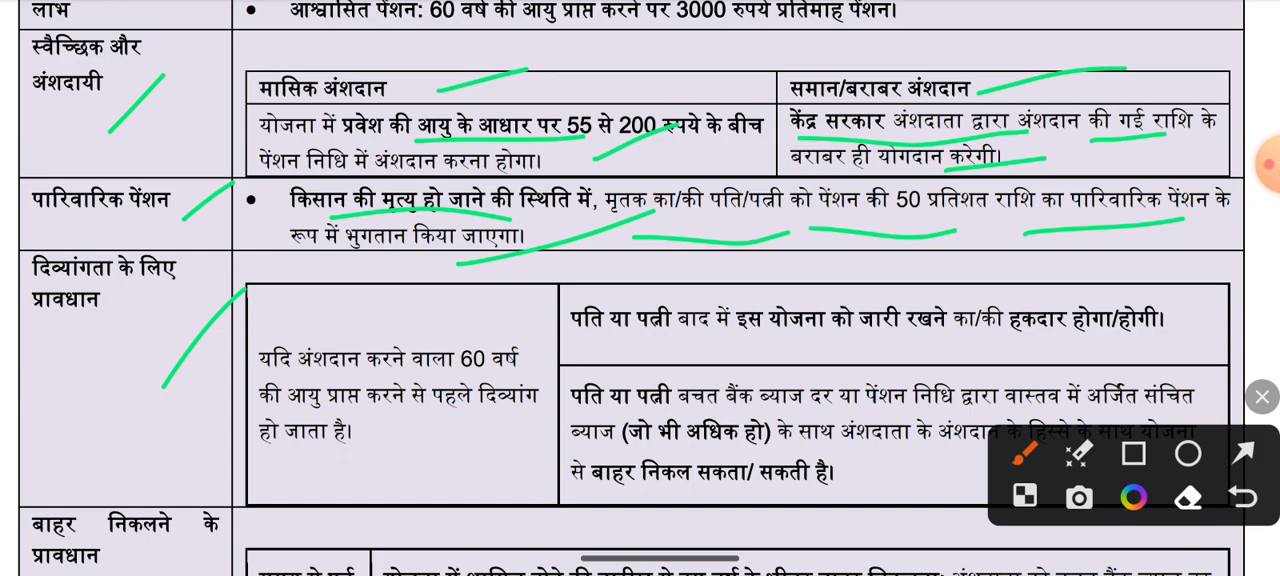 लाभ
• आश्वासित पेंशन: 60 वर्ष की आयु प्राप्त करने पर 3000 रुपये प्रतिमाह पेंशन।
स्वैच्छिक और
अंशदायी
मासिक अंशदान
समान/बराबर अंशदान
योजना में प्रवेश की आयु के आधार पर 55 से 200 रुपये के बीच
पेंशन निधि में अंशदान करना होगा।
केंद्र सरकार अंशदाता द्वारा अंशदान की गई राशि के
बराबर ही योगदान करेगी।
पारिवारिक पेंशन
• किसान की मृत्यु हो जाने की स्थिति में, मृतक का/की पति/पत्नी को पेंशन की 50 प्रतिशत राशि का पारिवारिक पेंशन के
रूप में भुगतान किया जाएगा।
दिव्यांगता के लिए
प्रावधान
यदि अंशदान करने वाला 60 वर्ष
की आयु प्राप्त करने से पहले दिव्यांग
हो जाता है।
पति या पत्नी बाद में इस योजना को जारी रखने का/की हकदार होगा/होगी।
पति या पत्नी बचत बैंक ब्याज दर या पेंशन निधि द्वारा वास्तव में अर्जित संचित
ब्याज (जो भी अधिक हो) के साथ अंशदाता के अंशदान के हिस्से के साथ योजना
से बाहर निकल सकता/ सकती है।
बाहर निकलने के
प्रावधान